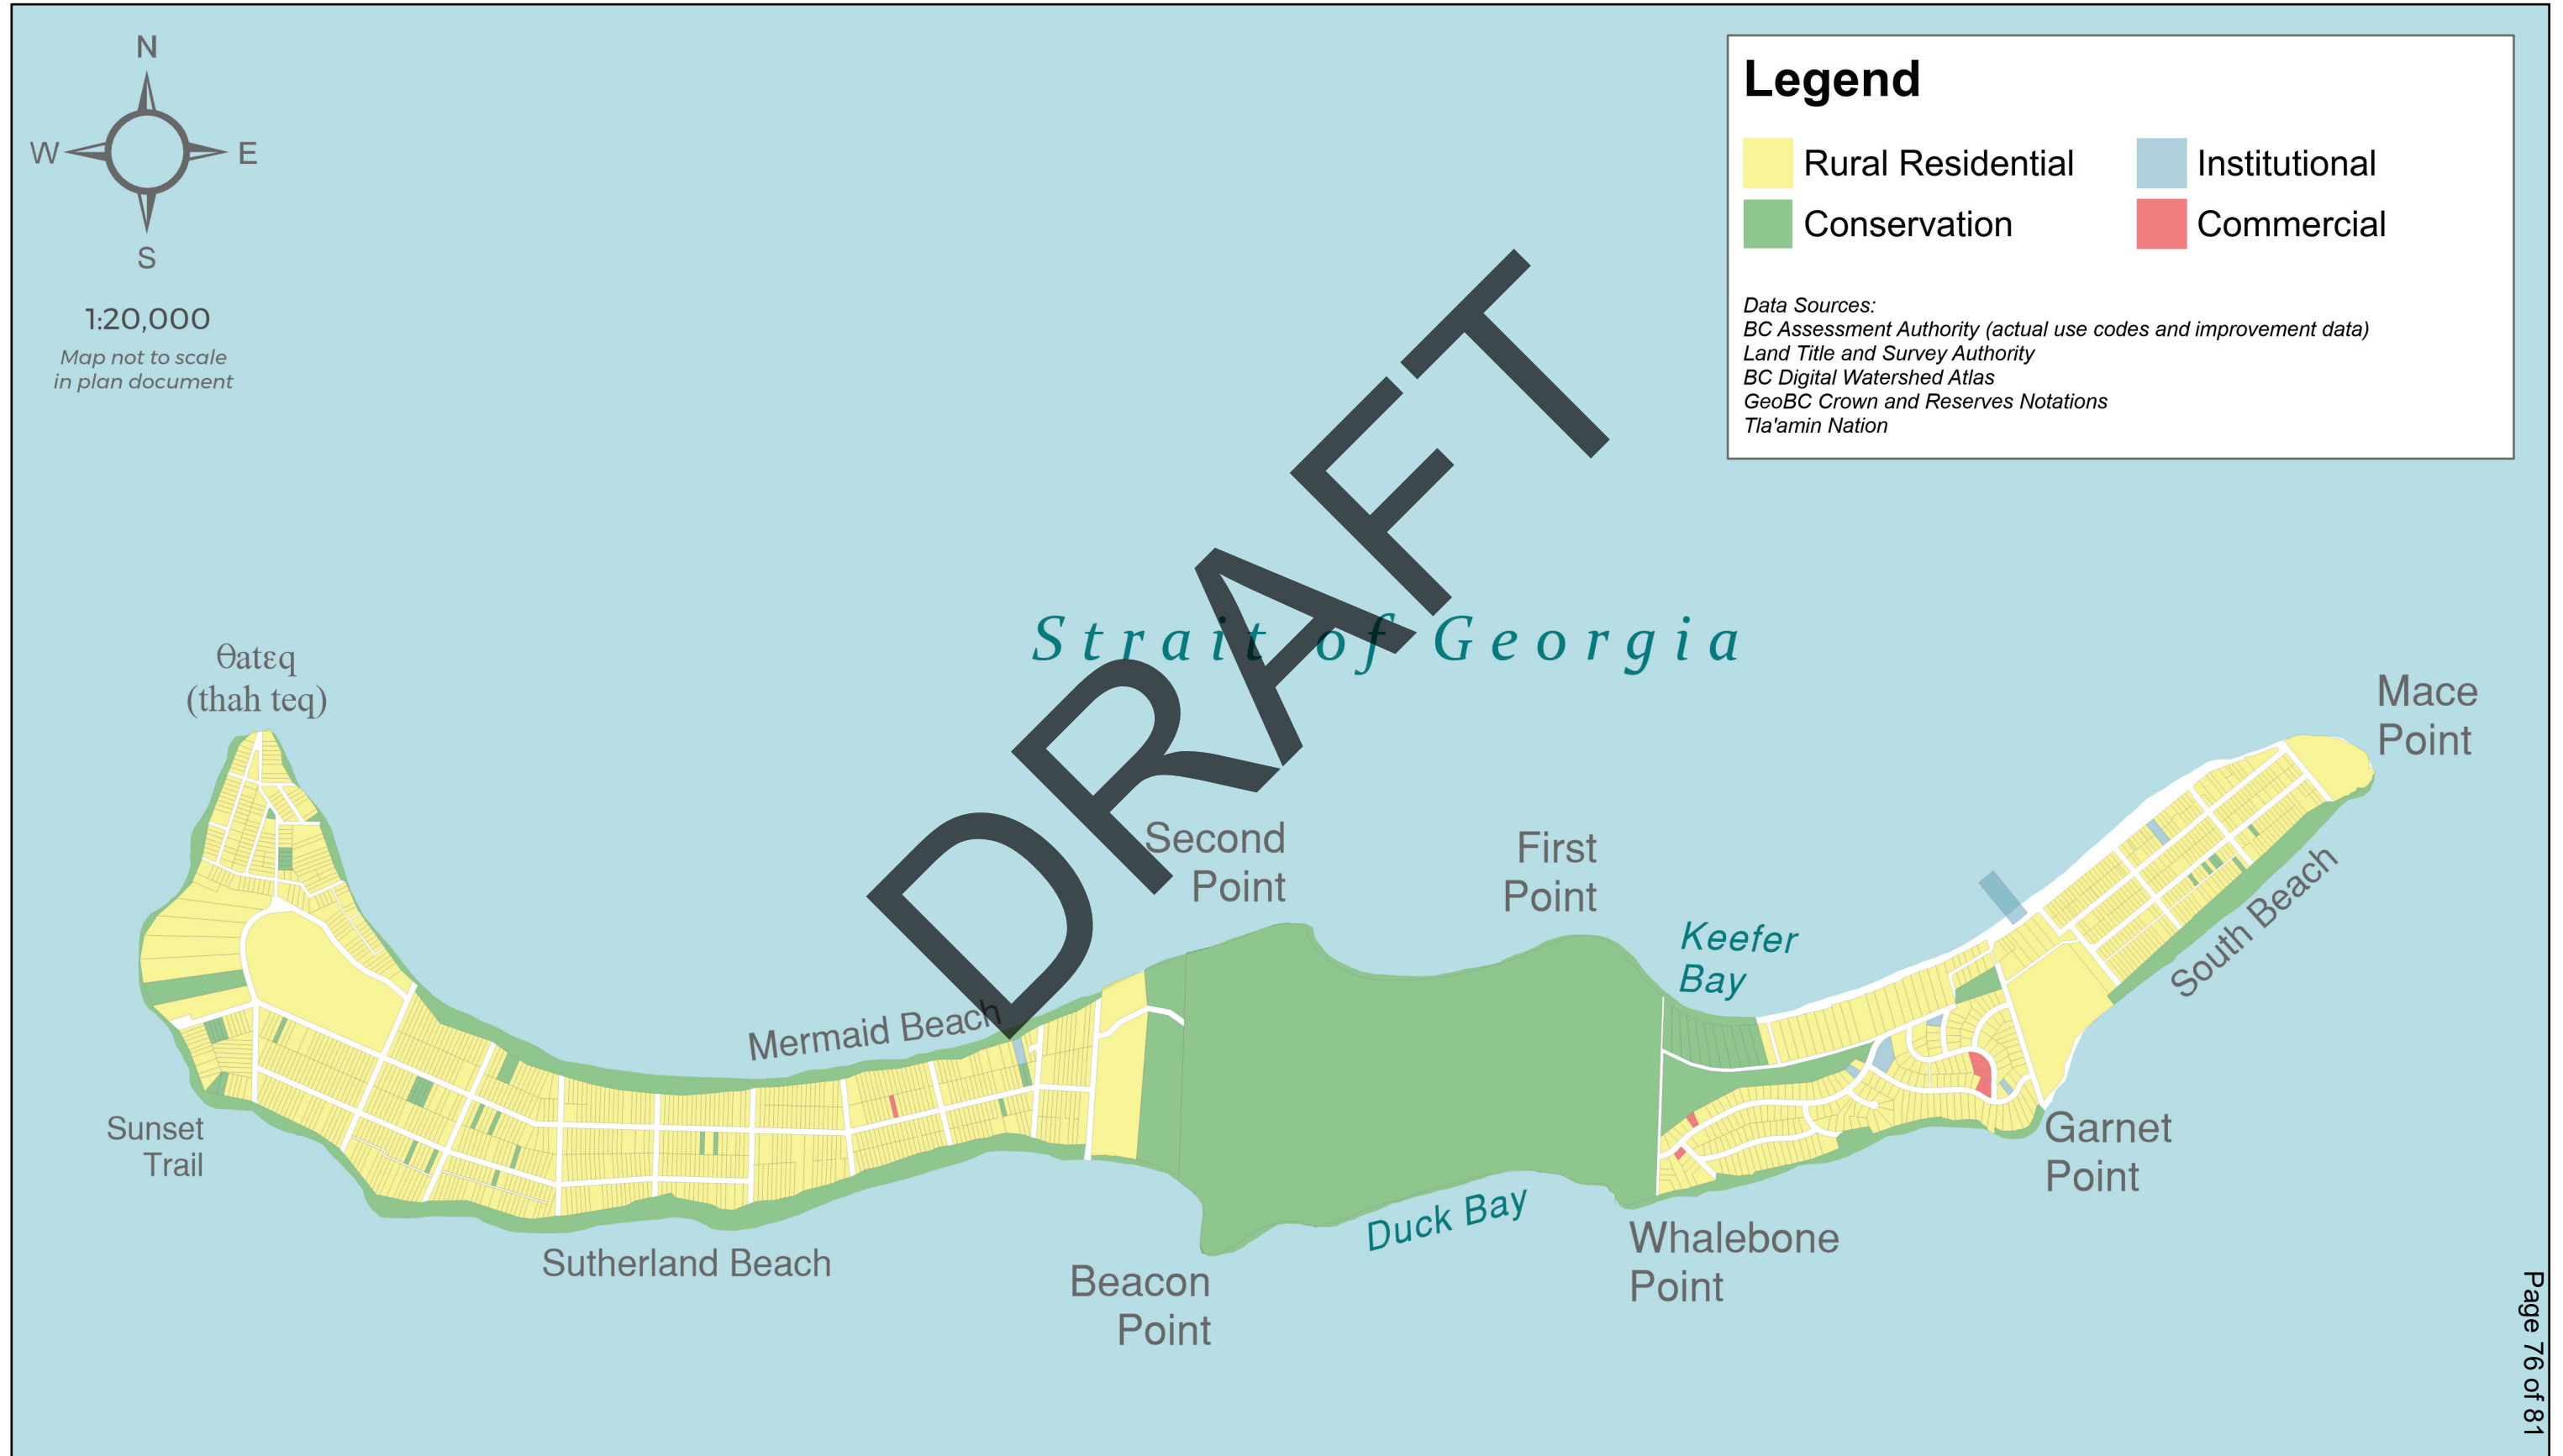 N
W
E
S
1:20,000
Map not to scale
in plan document
Legend
Rural Residential
Institutional
Conservation
Commercial
Data Sources:
BC Assessment Authority (actual use codes and improvement data)
Land Title and Survey Authority
BC Digital Watershed Atlas
GeoBC Crown and Reserves Notations
Tla'amin Nation
DRAFT
Strait of Georgia
θatɛq
(thah teq)
Mace
Point
Second
Point
First
Point
Keefer
Bay
South Beach
Mermaid Beach
Sunset
Trail
Garnet
Point
Duck Bay
Sutherland Beach
Whalebone
Point
Beacon
Point
Page 76 of 81